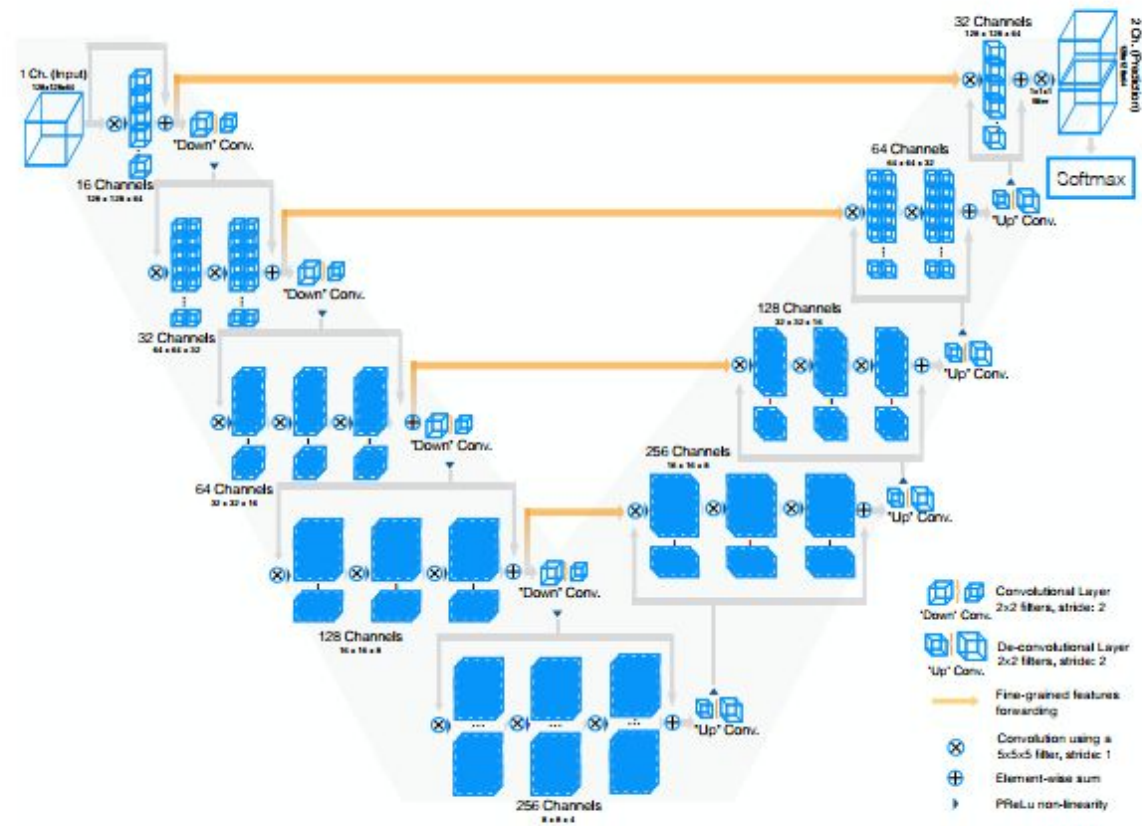 1 Ch. (Input)
128x128x64
"Down" Conv.
16 Channels
128 x 128 x 64
"Down" Conv.
32 Channels
64 x 64 x 32
"Down" Conv.
64 Channels
32 x 32 x 16
"Down" Conv.
128 Channels
16 x 16 x 8
256 Channels
8 x 8 x 4
"Up" Conv.
256 Channels
16 x 16 x 8
"Up" Conv.
128 Channels
32 x 32 x 16
"Up" Conv.
64 Channels
64 x 64 x 32
"Up" Conv.
32 Channels
128 x 128 x 64
1x1x1
filter
2 Ch. (Prediction)
Softmax
"Down" Conv.
Convolutional Layer
2x2 filters, stride: 2
"Up" Conv.
De-convolutional Layer
2x2 filters, stride: 2
Fine-grained features
forwarding
Convolution using a
5x5x5 filter, stride: 1
Element-wise sum
PReLu non-linearity